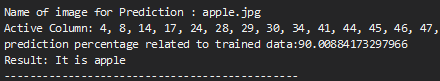 Name of image for Prediction : apple.jpg
Active Column: 4, 8, 14, 17, 24, 28, 29, 30, 34, 41, 44, 45, 46, 47,
prediction percentage related to trained data:90.00884173297966
Result: It is apple
--------------------------------------------